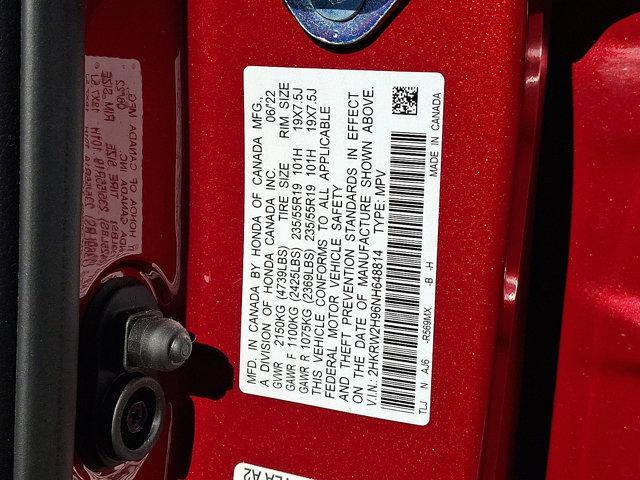 MFD. IN CANADA BY HONDA OF CANADA MFG.,
A DIVISION OF HONDA CANADA INC. 06/22
GVWR 2150KG (4739LBS) TIRE SIZE RIM SIZE
GAWR F 1100KG (2425LBS) 235/55R19 101H 19X7.5J
GAWR R 1075KG (2369LBS) 235/55R19 101H 19X7.5J
THIS VEHICLE CONFORMS TO ALL APPLICABLE
FEDERAL MOTOR VEHICLE SAFETY
AND THEFT PREVENTION STANDARDS IN EFFECT
ON THE DATE OF MANUFACTURE SHOWN ABOVE.
V.I.N.: 2HKRW2H96NH648814 TYPE: MPV
TLJ N AJ6 -R569MX -B -H MADE IN CANADA